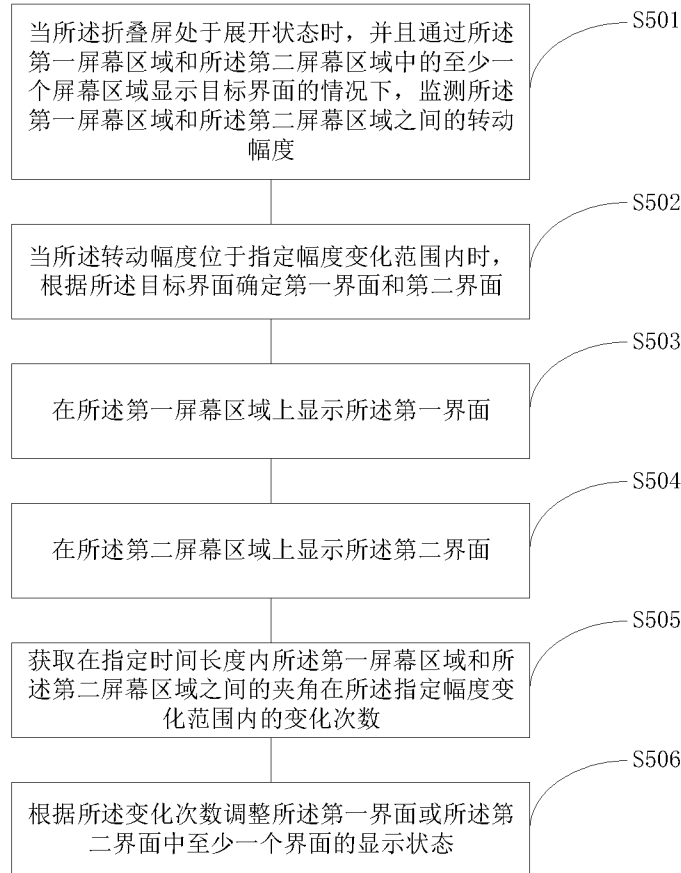 当所述折叠屏处于展开状态时，并且通过所述
第一屏幕区域和所述第二屏幕区域中的至少一
个屏幕区域显示目标界面的情况下，监测所述
第一屏幕区域和所述第二屏幕区域之间的转动
幅度
S501
当所述转动幅度位于指定幅度变化范围内时，
根据所述目标界面确定第一界面和第二界面
S502
在所述第一屏幕区域上显示所述第一界面
S503
在所述第二屏幕区域上显示所述第二界面
S504
获取在指定时间长度内所述第一屏幕区域和所
述第二屏幕区域之间的夹角在所述指定幅度变
化范围内的变化次数
S505
根据所述变化次数调整所述第一界面或所述第
二界面中至少一个界面的显示状态
S506